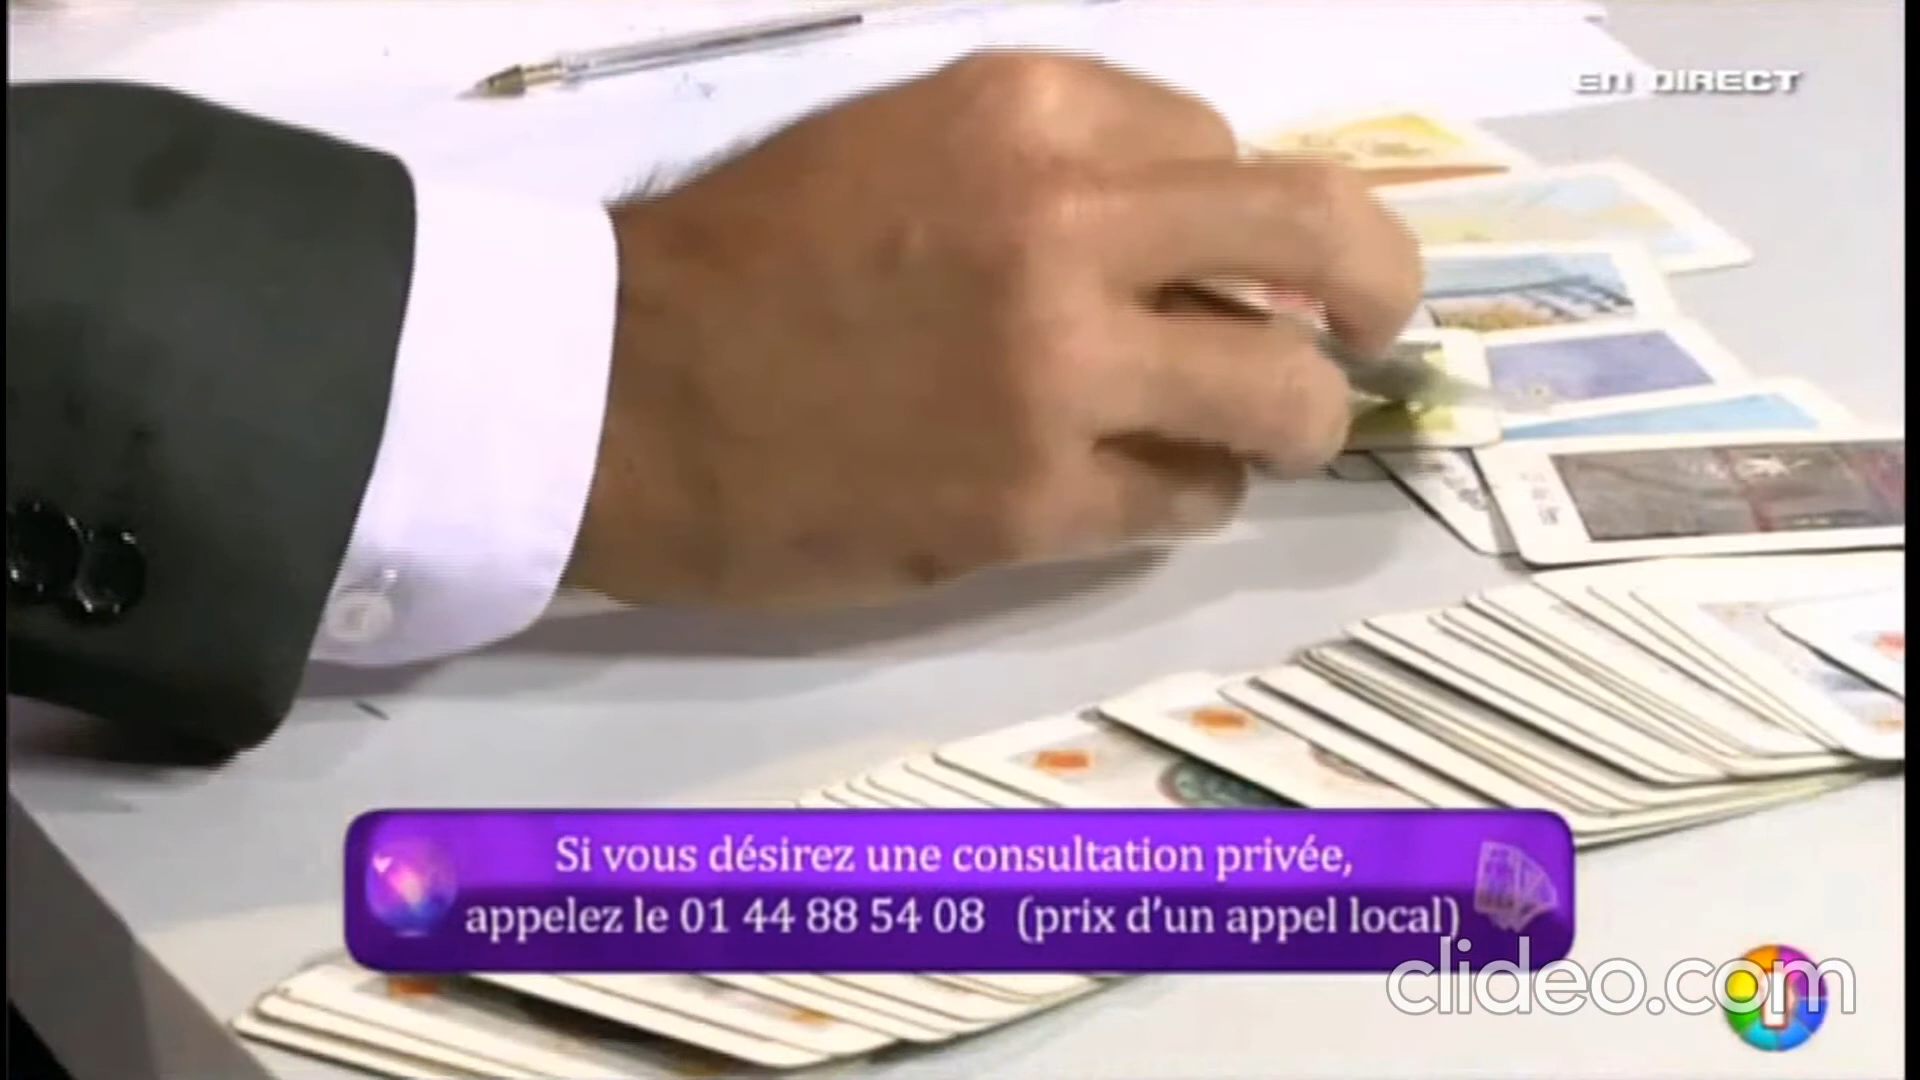 EN DIRECT
Si vous désirez une consultation privée,
appelez le 01 44 88 54 08 (prix d'un appel local)
clideo.com